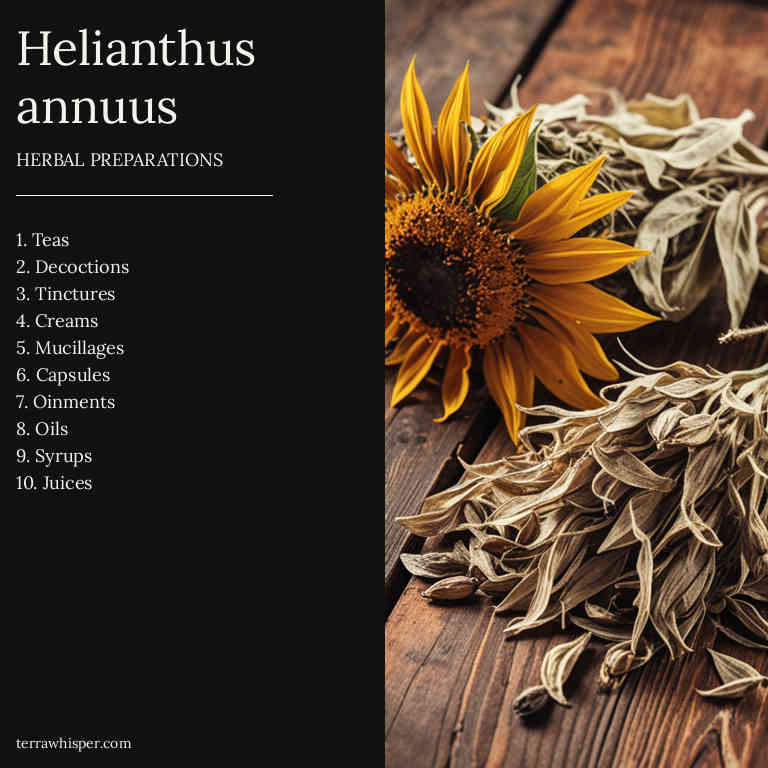 Helianthus
annuus
HERBAL PREPARATIONS
1. Teas
2. Decoctions
3. Tinctures
4. Creams
5. Mucillages
6. Capsules
7. Oinments
8. Oils
9. Syrups
10. Juices
terrawhisper.com